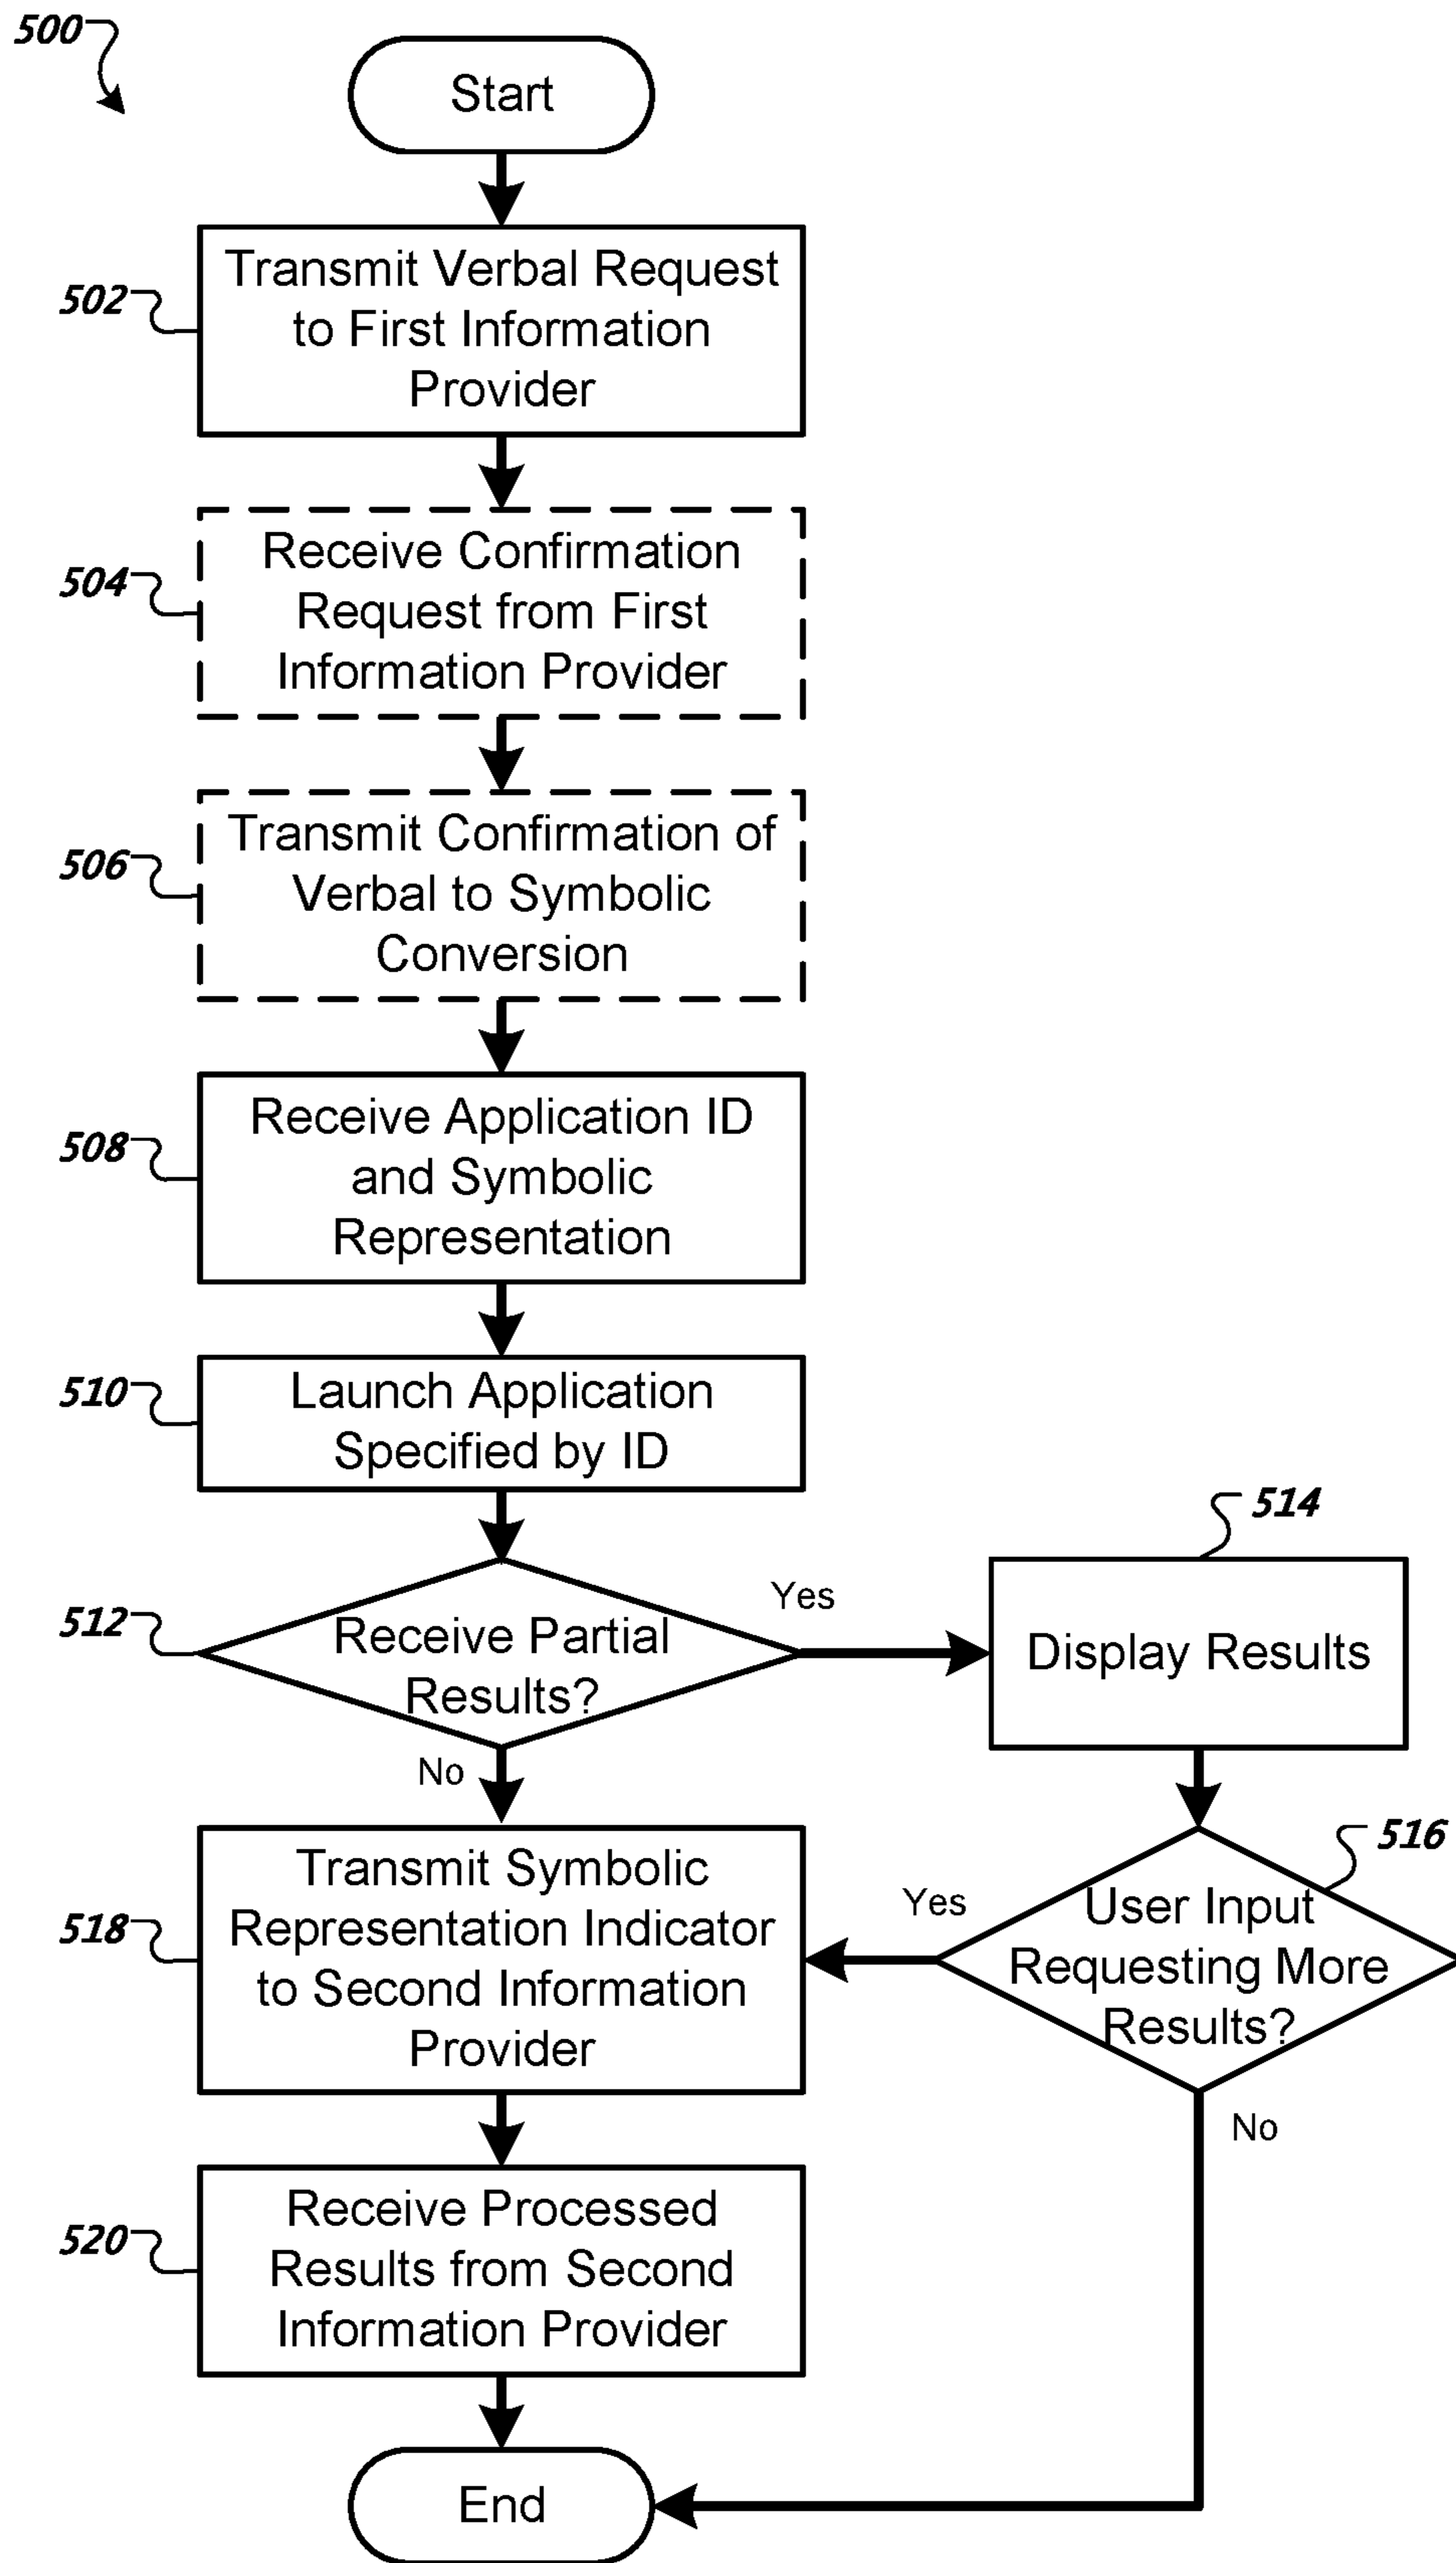 500
Start
502
Transmit Verbal Request
to First Information
Provider
504
Receive Confirmation
Request from First
Information Provider
506
Transmit Confirmation of
Verbal to Symbolic
Conversion
508
Receive Application ID
and Symbolic
Representation
510
Launch Application
Specified by ID
512
Receive Partial
Results?
Yes
No
514
Display Results
516
User Input
Requesting More
Results?
Yes
No
518
Transmit Symbolic
Representation Indicator
to Second Information
Provider
520
Receive Processed
Results from Second
Information Provider
End